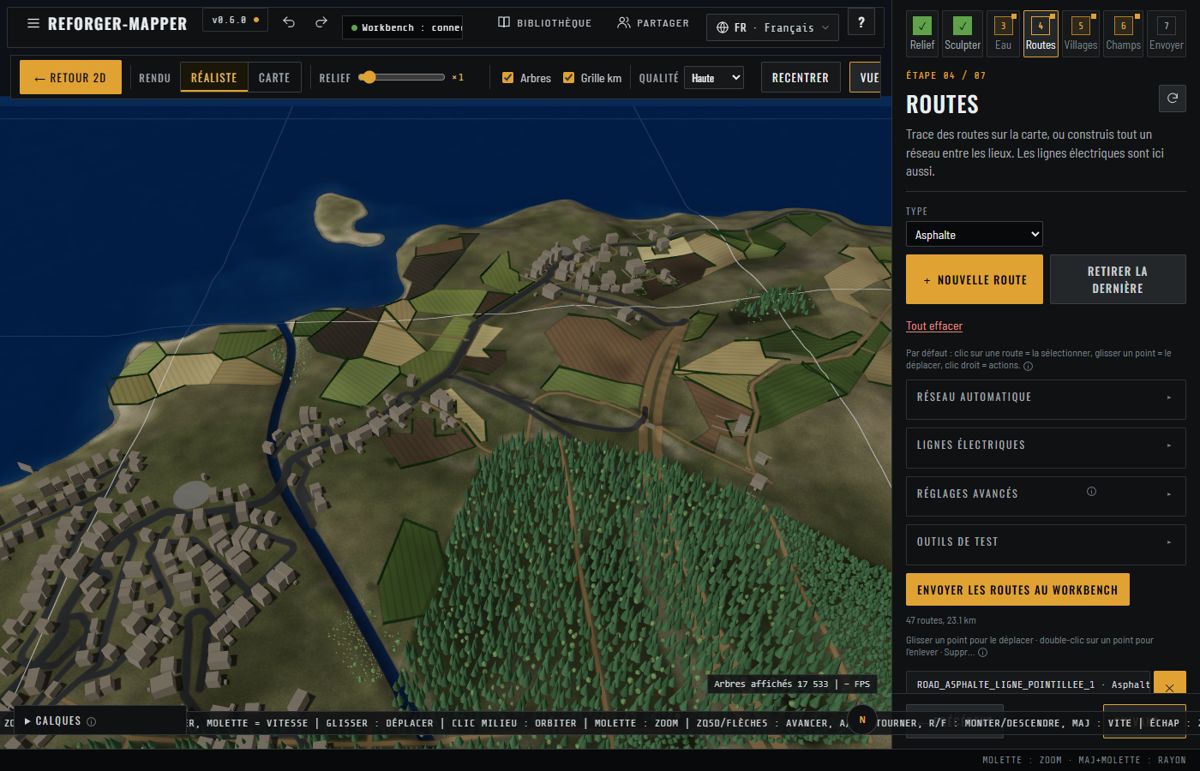 REFORGER-MAPPER
v0.6.0
Workbench : conne
BIBLIOTHÈQUE
PARTAGER
FR · Français
?
← RETOUR 2D
RENDU
RÉALISTE
CARTE
RELIEF
×1
Arbres
Grille km
QUALITÉ
Haute
RECENTRER
VUE
3
4
5
6
7
Relief
Sculpter
Eau
Routes
Villages
Champs
Envoyer
ÉTAPE 04 / 07
ROUTES
Trace des routes sur la carte, ou construis tout un
réseau entre les lieux. Les lignes électriques sont ici
aussi.
TYPE
Asphalte
+ NOUVELLE ROUTE
RETIRER LA
DERNIÈRE
Tout effacer
Par défaut : clic sur une route = la sélectionner, glisser un point = le
déplacer, clic droit = actions.
RÉSEAU AUTOMATIQUE
LIGNES ÉLECTRIQUES
RÉGLAGES AVANCÉS
OUTILS DE TEST
ENVOYER LES ROUTES AU WORKBENCH
47 routes, 23.1 km
Glisser un point pour le déplacer · double-clic sur un point pour
l'enlever · Suppr…
ROAD_ASPHALTE_LIGNE_POINTILLEE_1 · Asphalt
Arbres affichés 17 533 | – FPS
CALQUES
R, MOLETTE = VITESSE | GLISSER : DÉPLACER | CLIC MILIEU : ORBITER | MOLETTE : ZOOM | ZQSD/FLÈCHES : AVANCER, A/
N
TOURNER, R/F : MONTER/DESCENDRE, MAJ : VITE | ÉCHAP :
MOLETTE : ZOOM · MAJ+MOLETTE : RAYON